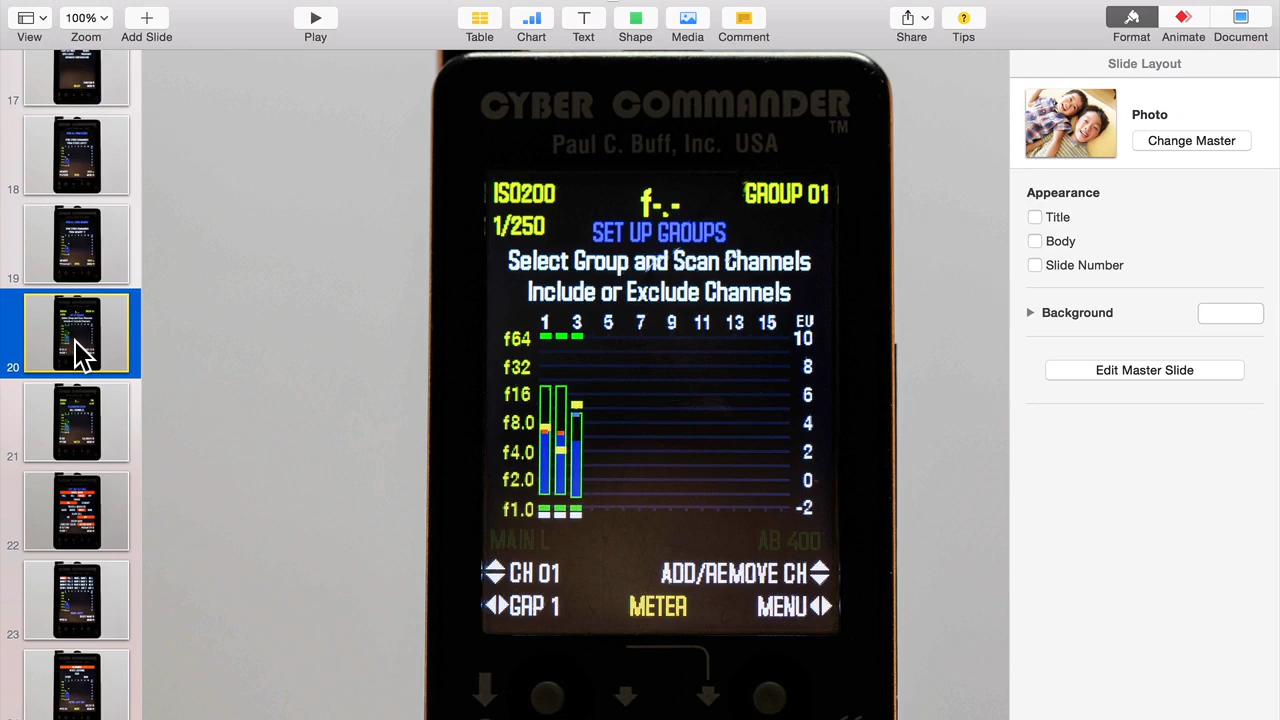 View
100%
Zoom
Add Slide
Play
Table
Chart
Text
Shape
Media
Comment
Share
Tips
Format
Animate
Document
Slide Layout
Photo
Change Master
Appearance
Title
Body
Slide Number
Background
Edit Master Slide
17
18
19
20
21
22
23
CYBER COMMANDER
TM
Paul C. Buff, Inc. USA
ISO200
f-.-
GROUP 01
1/250
SET UP GROUPS
Select Group and Scan Channels
Include or Exclude Channels
1 3 5 7 9 11 13 15 EU
f64 10
f32 8
f16 6
f8.0 4
f4.0 2
f2.0 0
f1.0 -2
MAIN L AB 400
CH 01 ADD/REMOVE CH
GRP 1 METER MENU